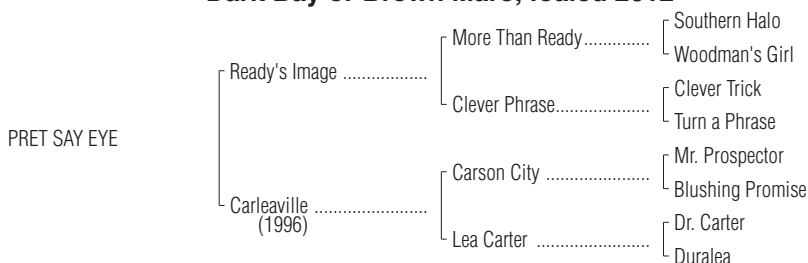 Dark Bay or Brown Mare; foaled 2012
Southern Halo
More Than Ready..............
Woodman's Girl
Ready's Image ..................
Clever Trick
Clever Phrase....................
Turn a Phrase
PRET SAY EYE
Mr. Prospector
Carson City ......................
Blushing Promise
Carleaville ........................
(1996)
Dr. Carter
Lea Carter ........................
Duralea